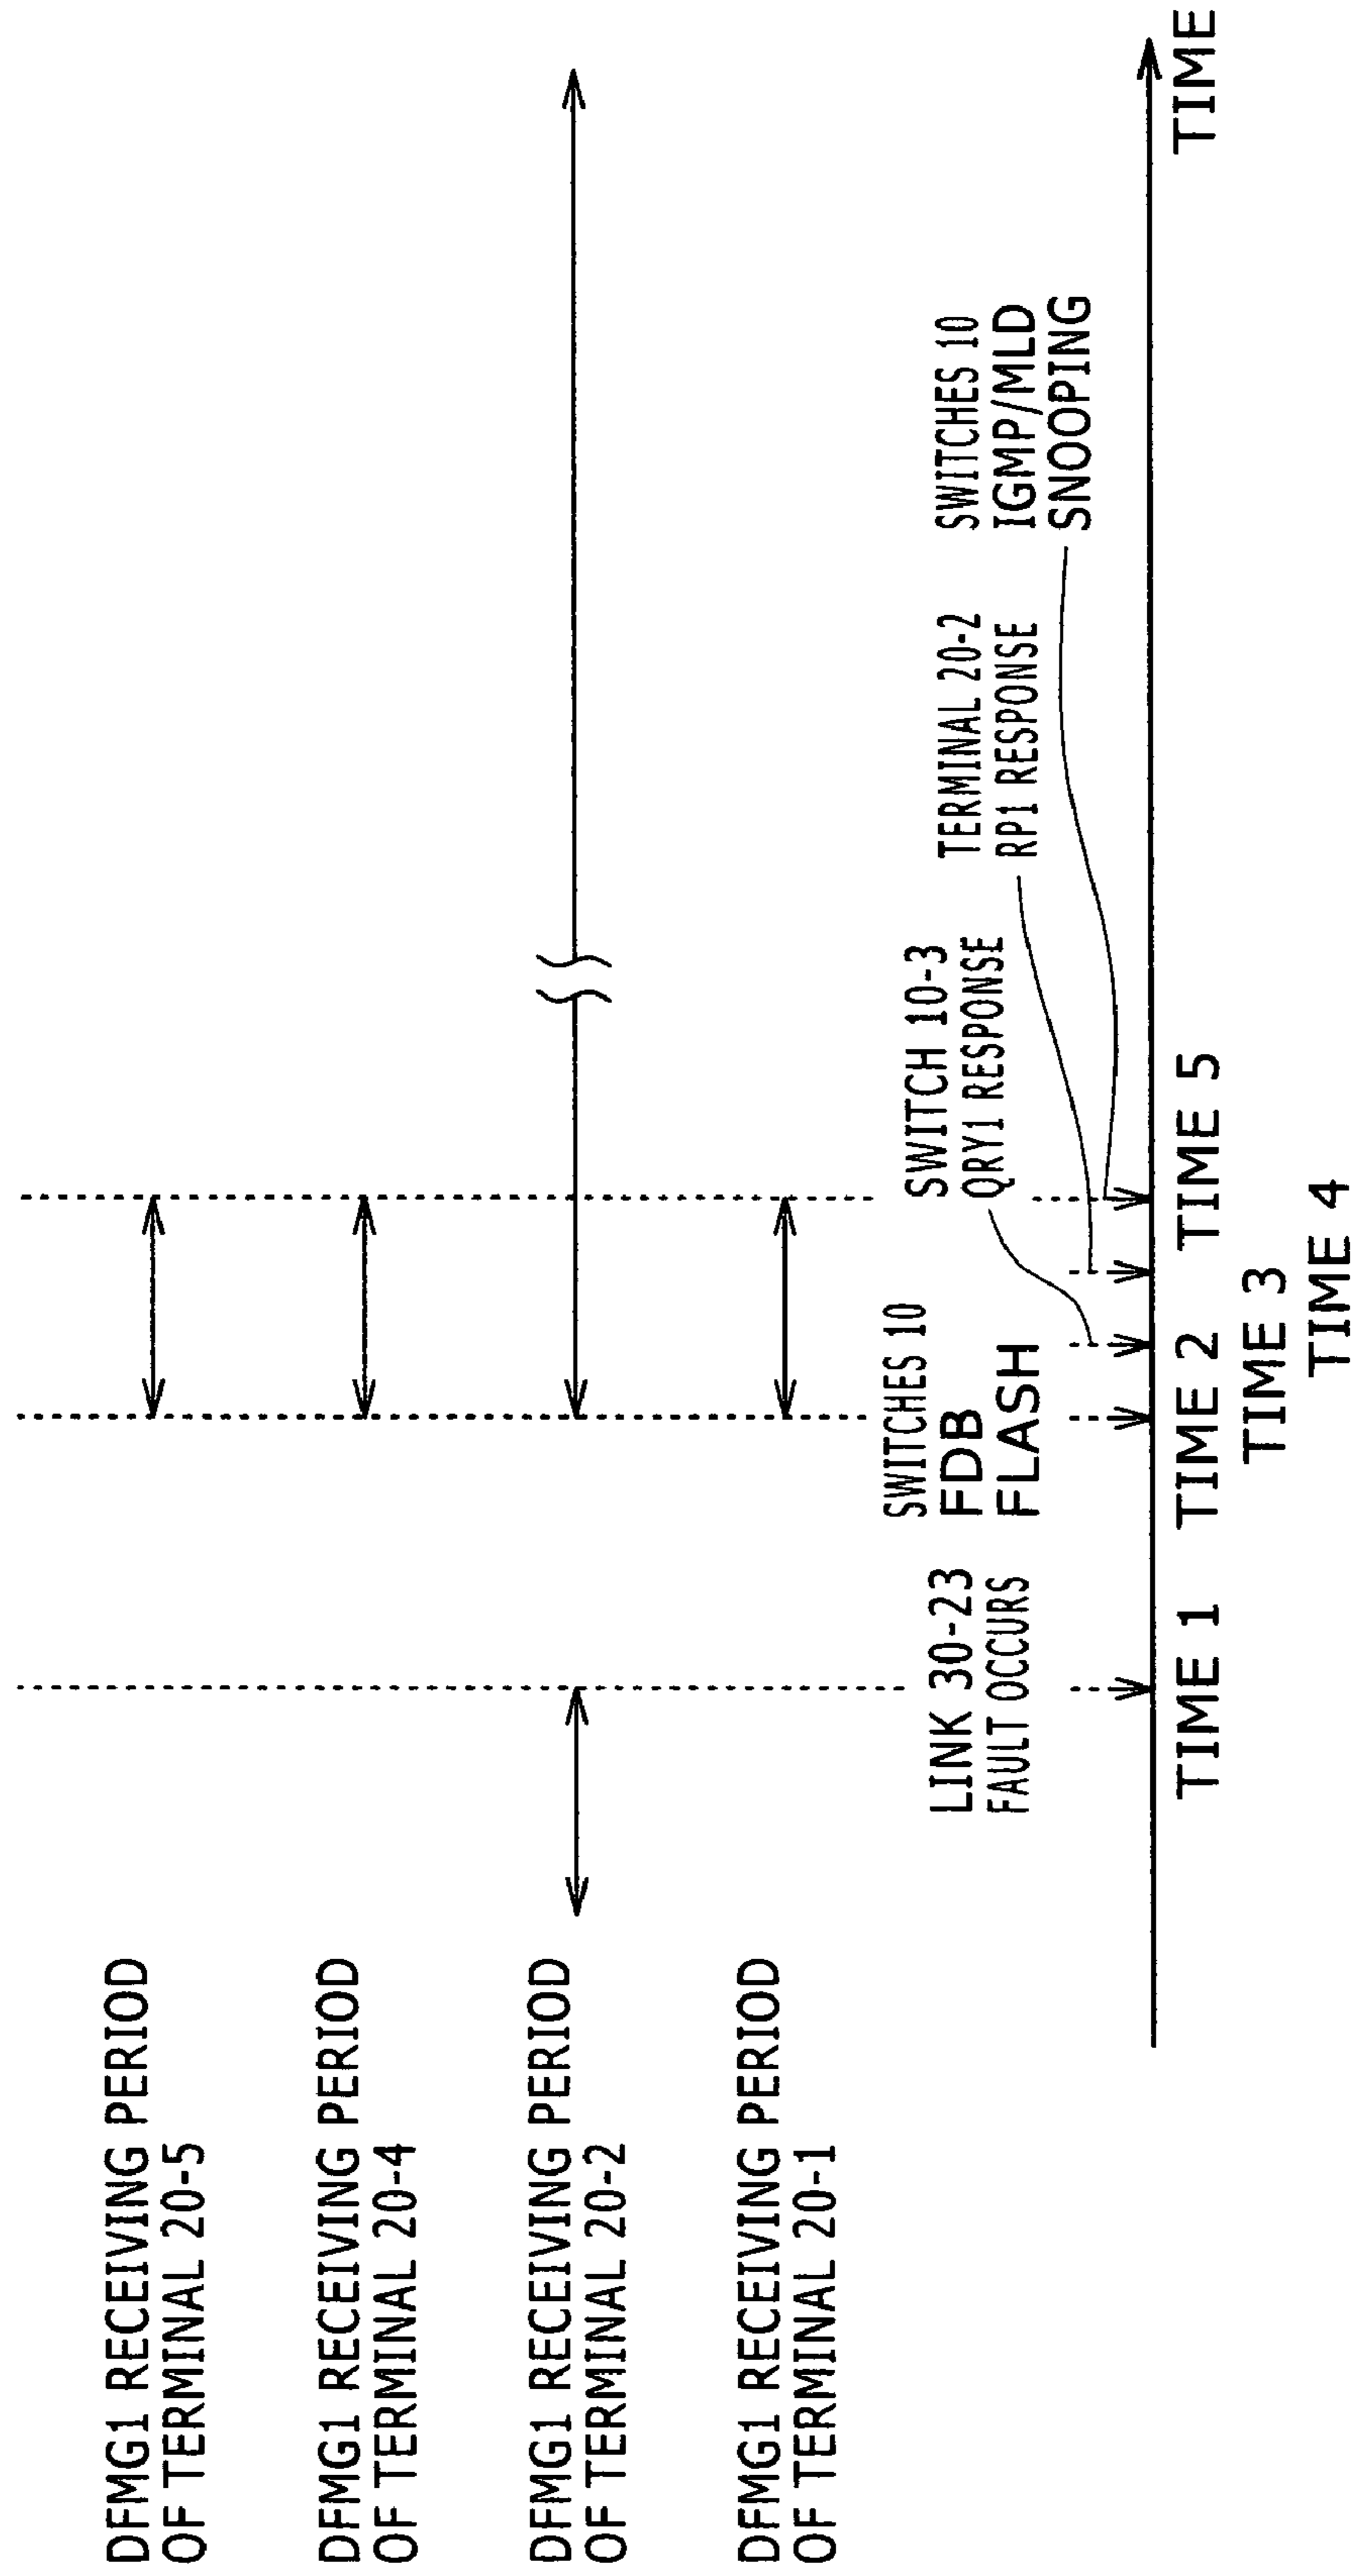 DFMG1 RECEIVING PERIOD
OF TERMINAL 20-5
DFMG1 RECEIVING PERIOD
OF TERMINAL 20-4
DFMG1 RECEIVING PERIOD
OF TERMINAL 20-2
DFMG1 RECEIVING PERIOD
OF TERMINAL 20-1
LINK 30-23
FAULT OCCURS
SWITCHES 10
FDB
FLASH
SWITCH 10-3
QRY1 RESPONSE
TERMINAL 20-2
RP1 RESPONSE
SWITCHES 10
IGMP/MLD
SNOOPING
TIME 1
TIME 2
TIME 5
TIME
TIME 3
TIME 4